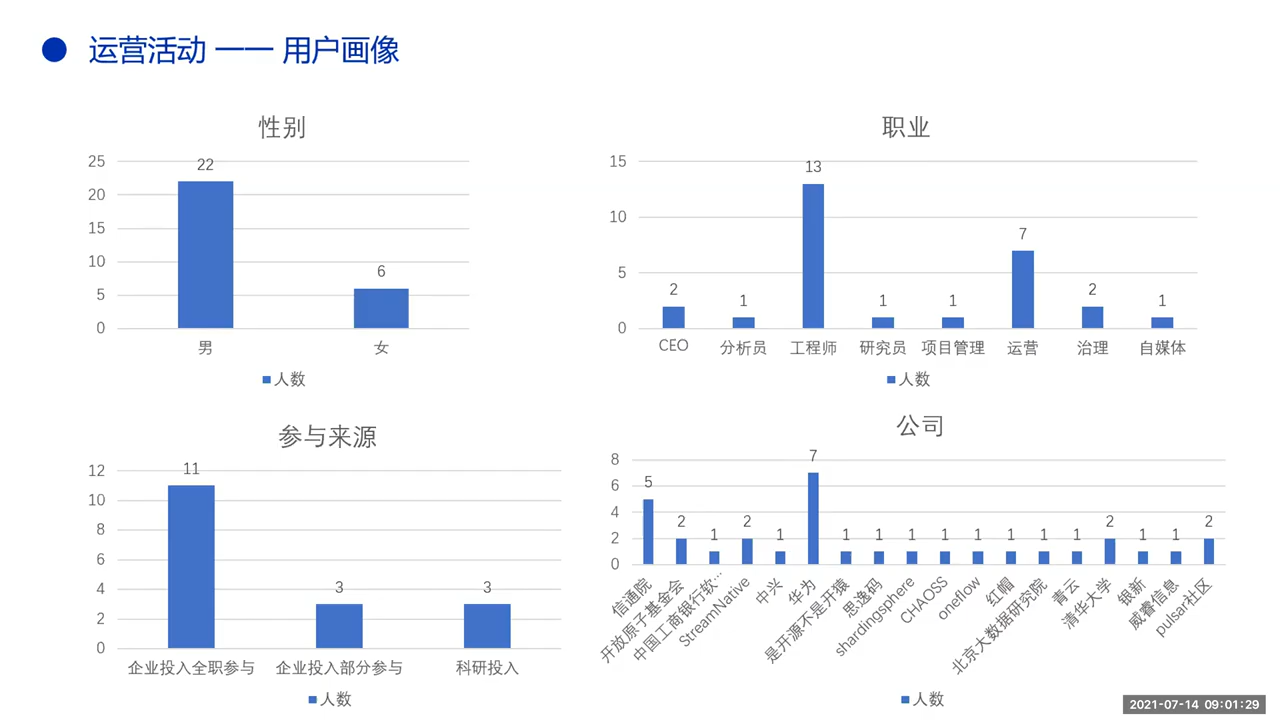 运营活动 一一 用户画像
性别
25
20
15
10
5
0
22
6
男 女
人数
职业
15
10
5
0
2 1 13 1 1 7 2 1
CEO 分析员 工程师 研究员 项目管理 运营 治理 自媒体
人数
参与来源
12
10
8
6
4
2
0
11 3 3
企业投入全职参与 企业投入部分参与 科研投入
人数
公司
8
6
4
2
0
5 2 1 2 1 7 1 1 1 1 1 1 1 1 2 1 1 2
信通院
开放原子基金会
中国工商银行软…
StreamNative
中兴
华为
是开源不是开猿
思逸码
shardingsphere
CHAOSS
oneflow
红帽
北京大数据研究院
青云
清华大学
银新
威睿信息
pulsar社区
人数
2021-07-14 09:01:29